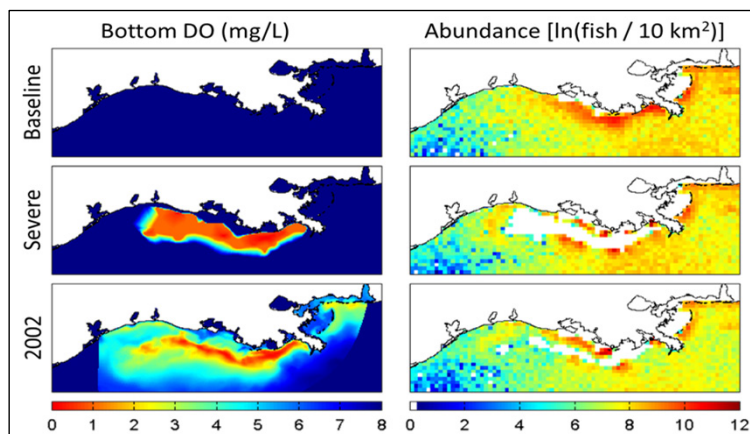 Bottom DO (mg/L)
Abundance [ln(fish / 10 km²)]
Baseline
Severe
2002
0 1 2 3 4 5 6 7 8
0 2 4 6 8 10 12